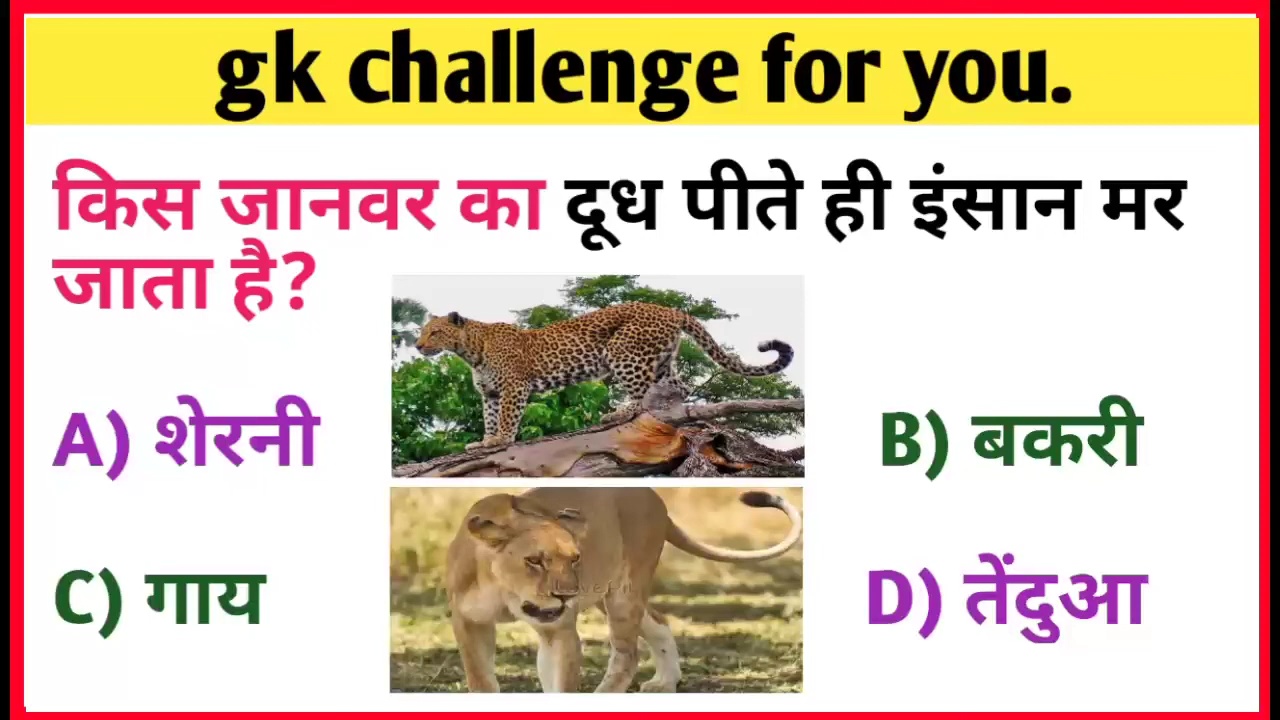 gk challenge for you.
किस जानवर का दूध पीते ही इंसान मर
जाता है?
A) शेरनी
B) बकरी
C) गाय
D) तेंदुआ